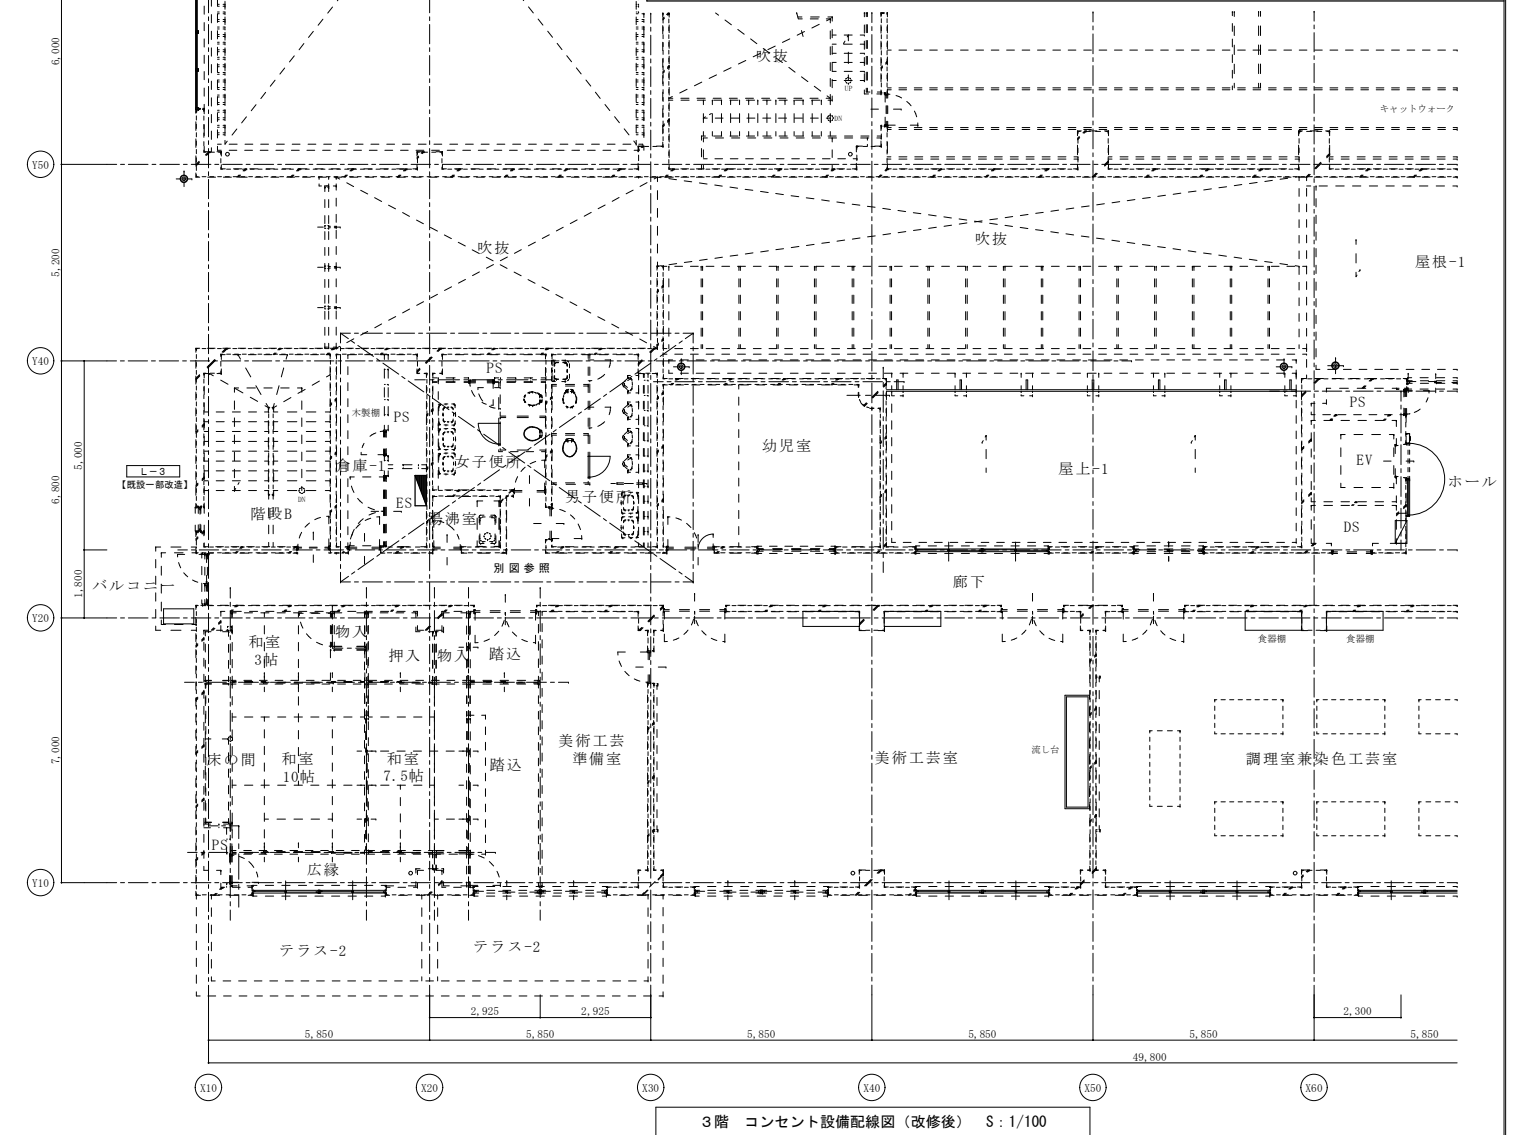 6,000
吹抜
UP
DN
キャットウォーク
Y50
5,200
吹抜
吹抜
屋根-1
Y40
PS
木製棚
PS
PS
5,000
6,800
L-3
【既設一部改造】
倉庫-1
女子便所
幼児室
屋上-1
EV
ホール
DN
階段B
ES
湯沸室
男子便所
DS
別図参照
バルコニー
1,800
廊下
Y20
和室
3帖
物入
押入
物入
踏込
食器棚
食器棚
7,000
床の間
和室
10帖
和室
7.5帖
踏込
美術工芸
準備室
美術工芸室
流し台
調理室兼染色工芸室
PS
広縁
Y10
テラス-2
テラス-2
2,925
2,925
2,300
5,850
5,850
5,850
5,850
5,850
5,850
49,800
X10
X20
X30
X40
X50
X60
3階 コンセント設備配線図（改修後） S：1/100